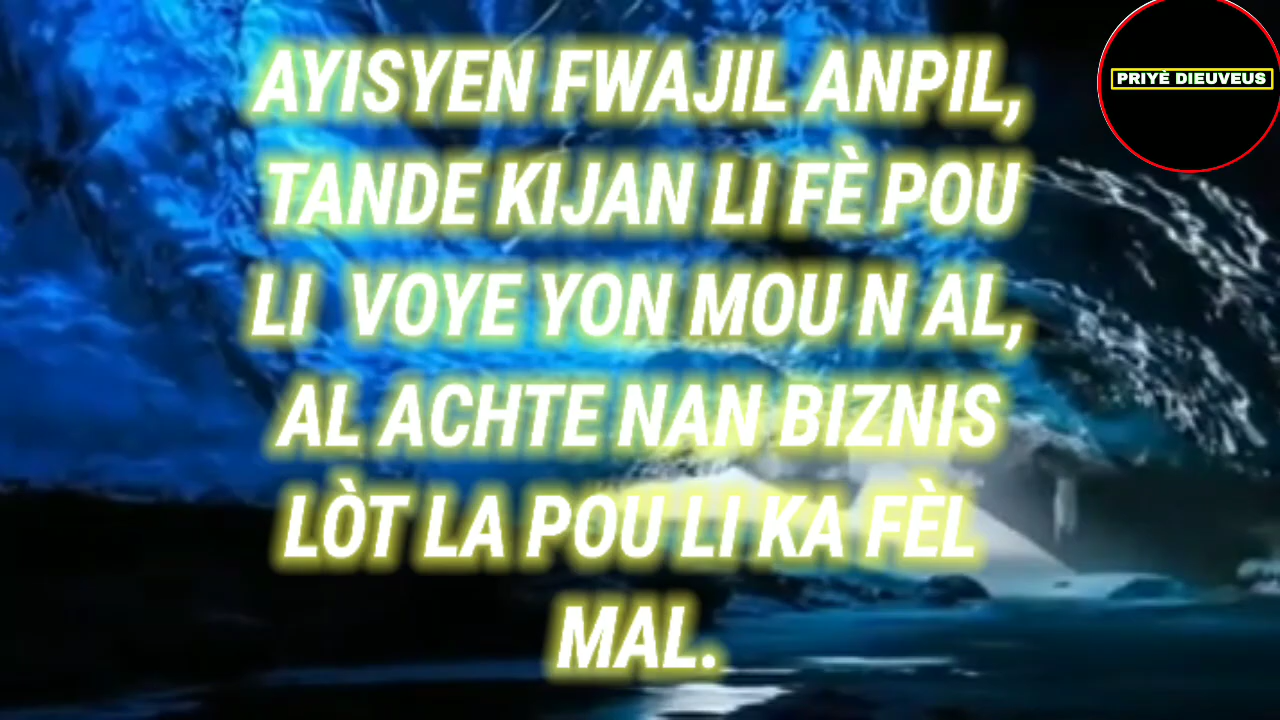 AYISYEN FWAJIL ANPIL,
TANDE KIJAN LI FÈ POU
LI VOYE YON MOU N AL,
AL ACHTE NAN BIZNIS
LÒT LA POU LI KA FÈL
MAL.
PRIYÈ DIEUVEUS